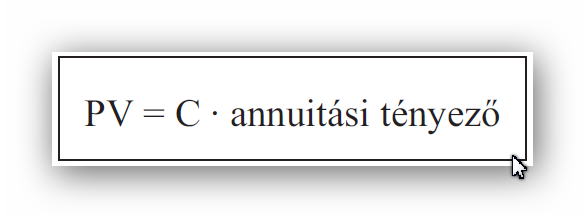 PV = C · annuitási tényező